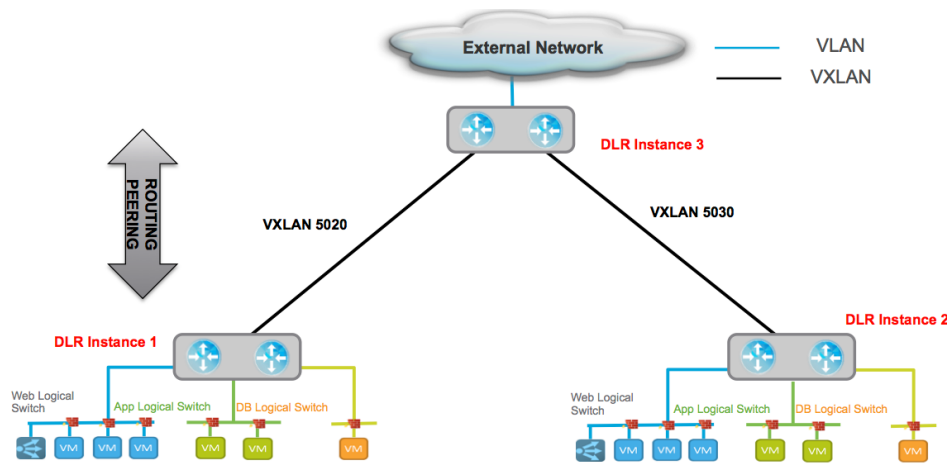 External Network
VLAN
VXLAN
DLR Instance 3
ROUTING
PEERING
VXLAN 5020
VXLAN 5030
DLR Instance 1
DLR Instance 2
Web Logical
Switch
App Logical Switch
DB Logical Switch
VM
VM
VM
VM
VM
VM
Web Logical
Switch
App Logical Switch
DB Logical Switch
VM
VM
VM
VM
VM
VM